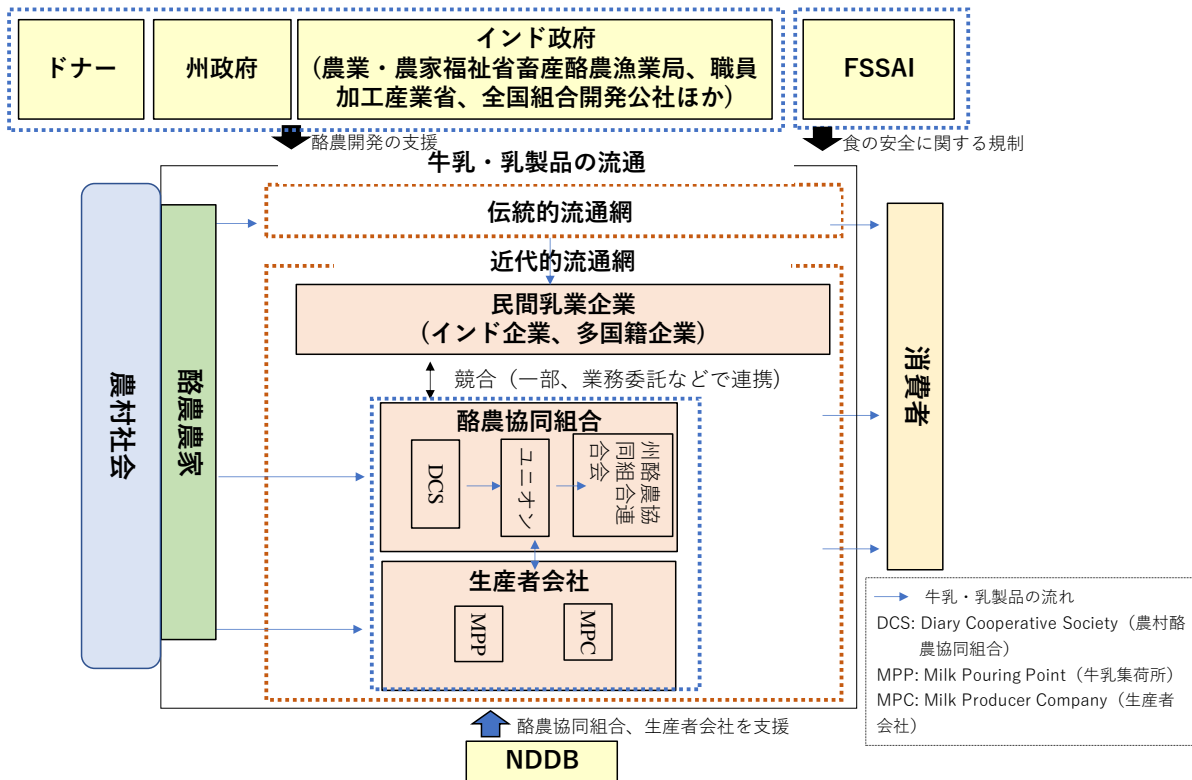 ドナー
州政府
インド政府
(農業・農家福祉省畜産酪農漁業局、職員
加工産業省、全国組合開発公社ほか)
FSSAI
酪農開発の支援
食の安全に関する規制
牛乳・乳製品の流通
伝統的流通網
近代的流通網
民間乳業企業
(インド企業、多国籍企業)
競合（一部、業務委託などで連携）
農村社会
酪農農家
酪農協同組合
DCS
ユニオン
州酪農協
同組合連
合会
生産者会社
MPP
MPC
消費者
牛乳・乳製品の流れ
DCS: Diary Cooperative Society（農村酪
農協同組合）
MPP: Milk Pouring Point（牛乳集荷所）
MPC: Milk Producer Company（生産者
会社）
酪農協同組合、生産者会社を支援
NDDB